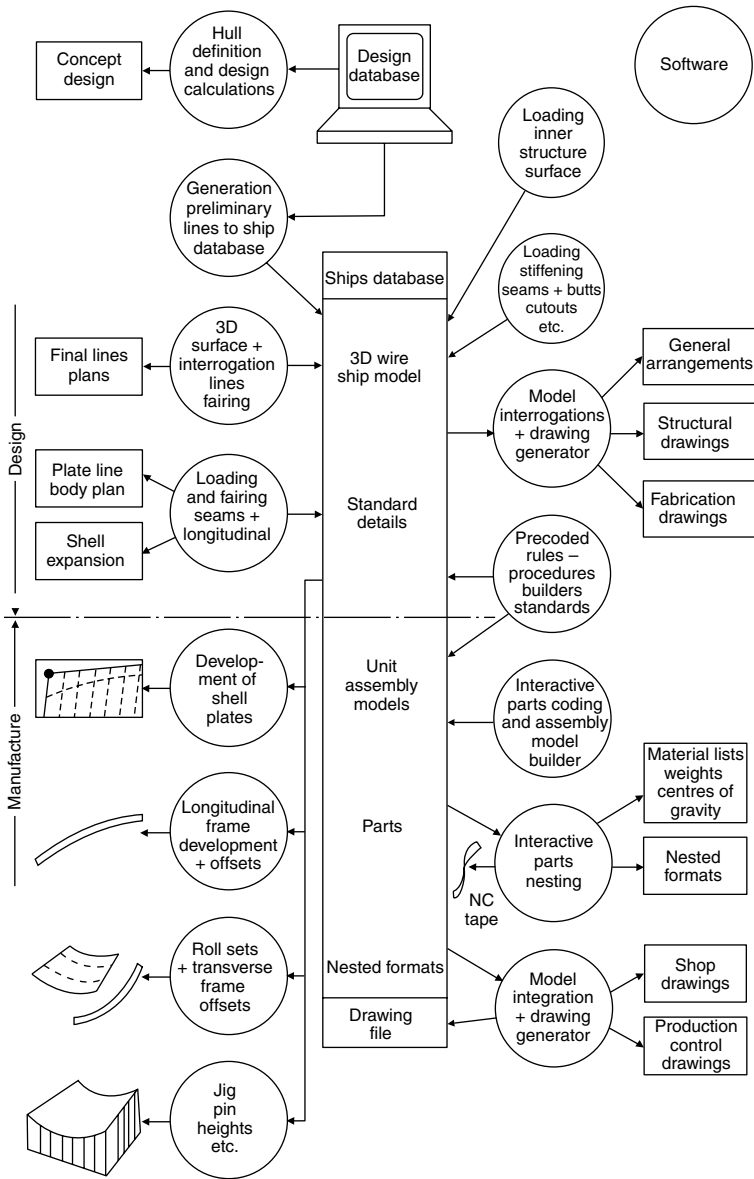 Concept
design
Hull
definition
and design
calculations
Design
database
Software
Loading
inner
structure
surface
Generation
preliminary
lines to ship
database
Ships database
Loading
stiffening
seams + butts
cutouts
etc.
Final lines
plans
3D
surface +
interrogation
lines
fairing
3D wire
ship model
General
arrangements
Model
interrogations
+ drawing
generator
Structural
drawings
Fabrication
drawings
Design
Plate line
body plan
Shell
expansion
Loading
and fairing
seams +
longitudinal
Standard
details
Precoded
rules –
procedures
builders
standards
Manufacture
Develop-
ment of
shell
plates
Unit
assembly
models
Interactive
parts coding
and assembly
model
builder
Longitudinal
frame
development
+ offsets
Parts
NC
tape
Interactive
parts
nesting
Material lists
weights
centres of
gravity
Nested
formats
Roll sets
+ transverse
frame
offsets
Nested formats
Drawing
file
Model
integration
+ drawing
generator
Shop
drawings
Production
control
drawings
Jig
pin
heights
etc.